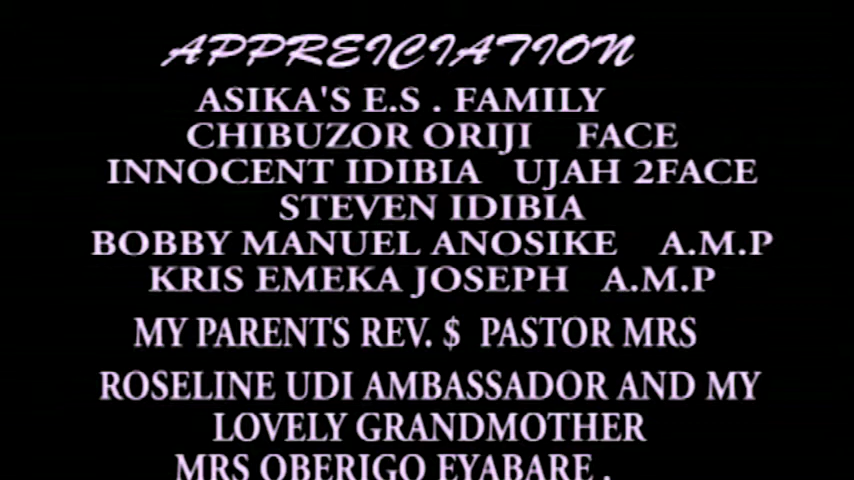 APPREICIATION
ASIKA'S E.S . FAMILY
CHIBUZOR ORIJI FACE
INNOCENT IDIBIA UJAH 2FACE
STEVEN IDIBIA
BOBBY MANUEL ANOSIKE A.M.P
KRIS EMEKA JOSEPH A.M.P
MY PARENTS REV. $ PASTOR MRS
ROSELINE UDI AMBASSADOR AND MY
LOVELY GRANDMOTHER
MRS OBERIGO EYABARE .